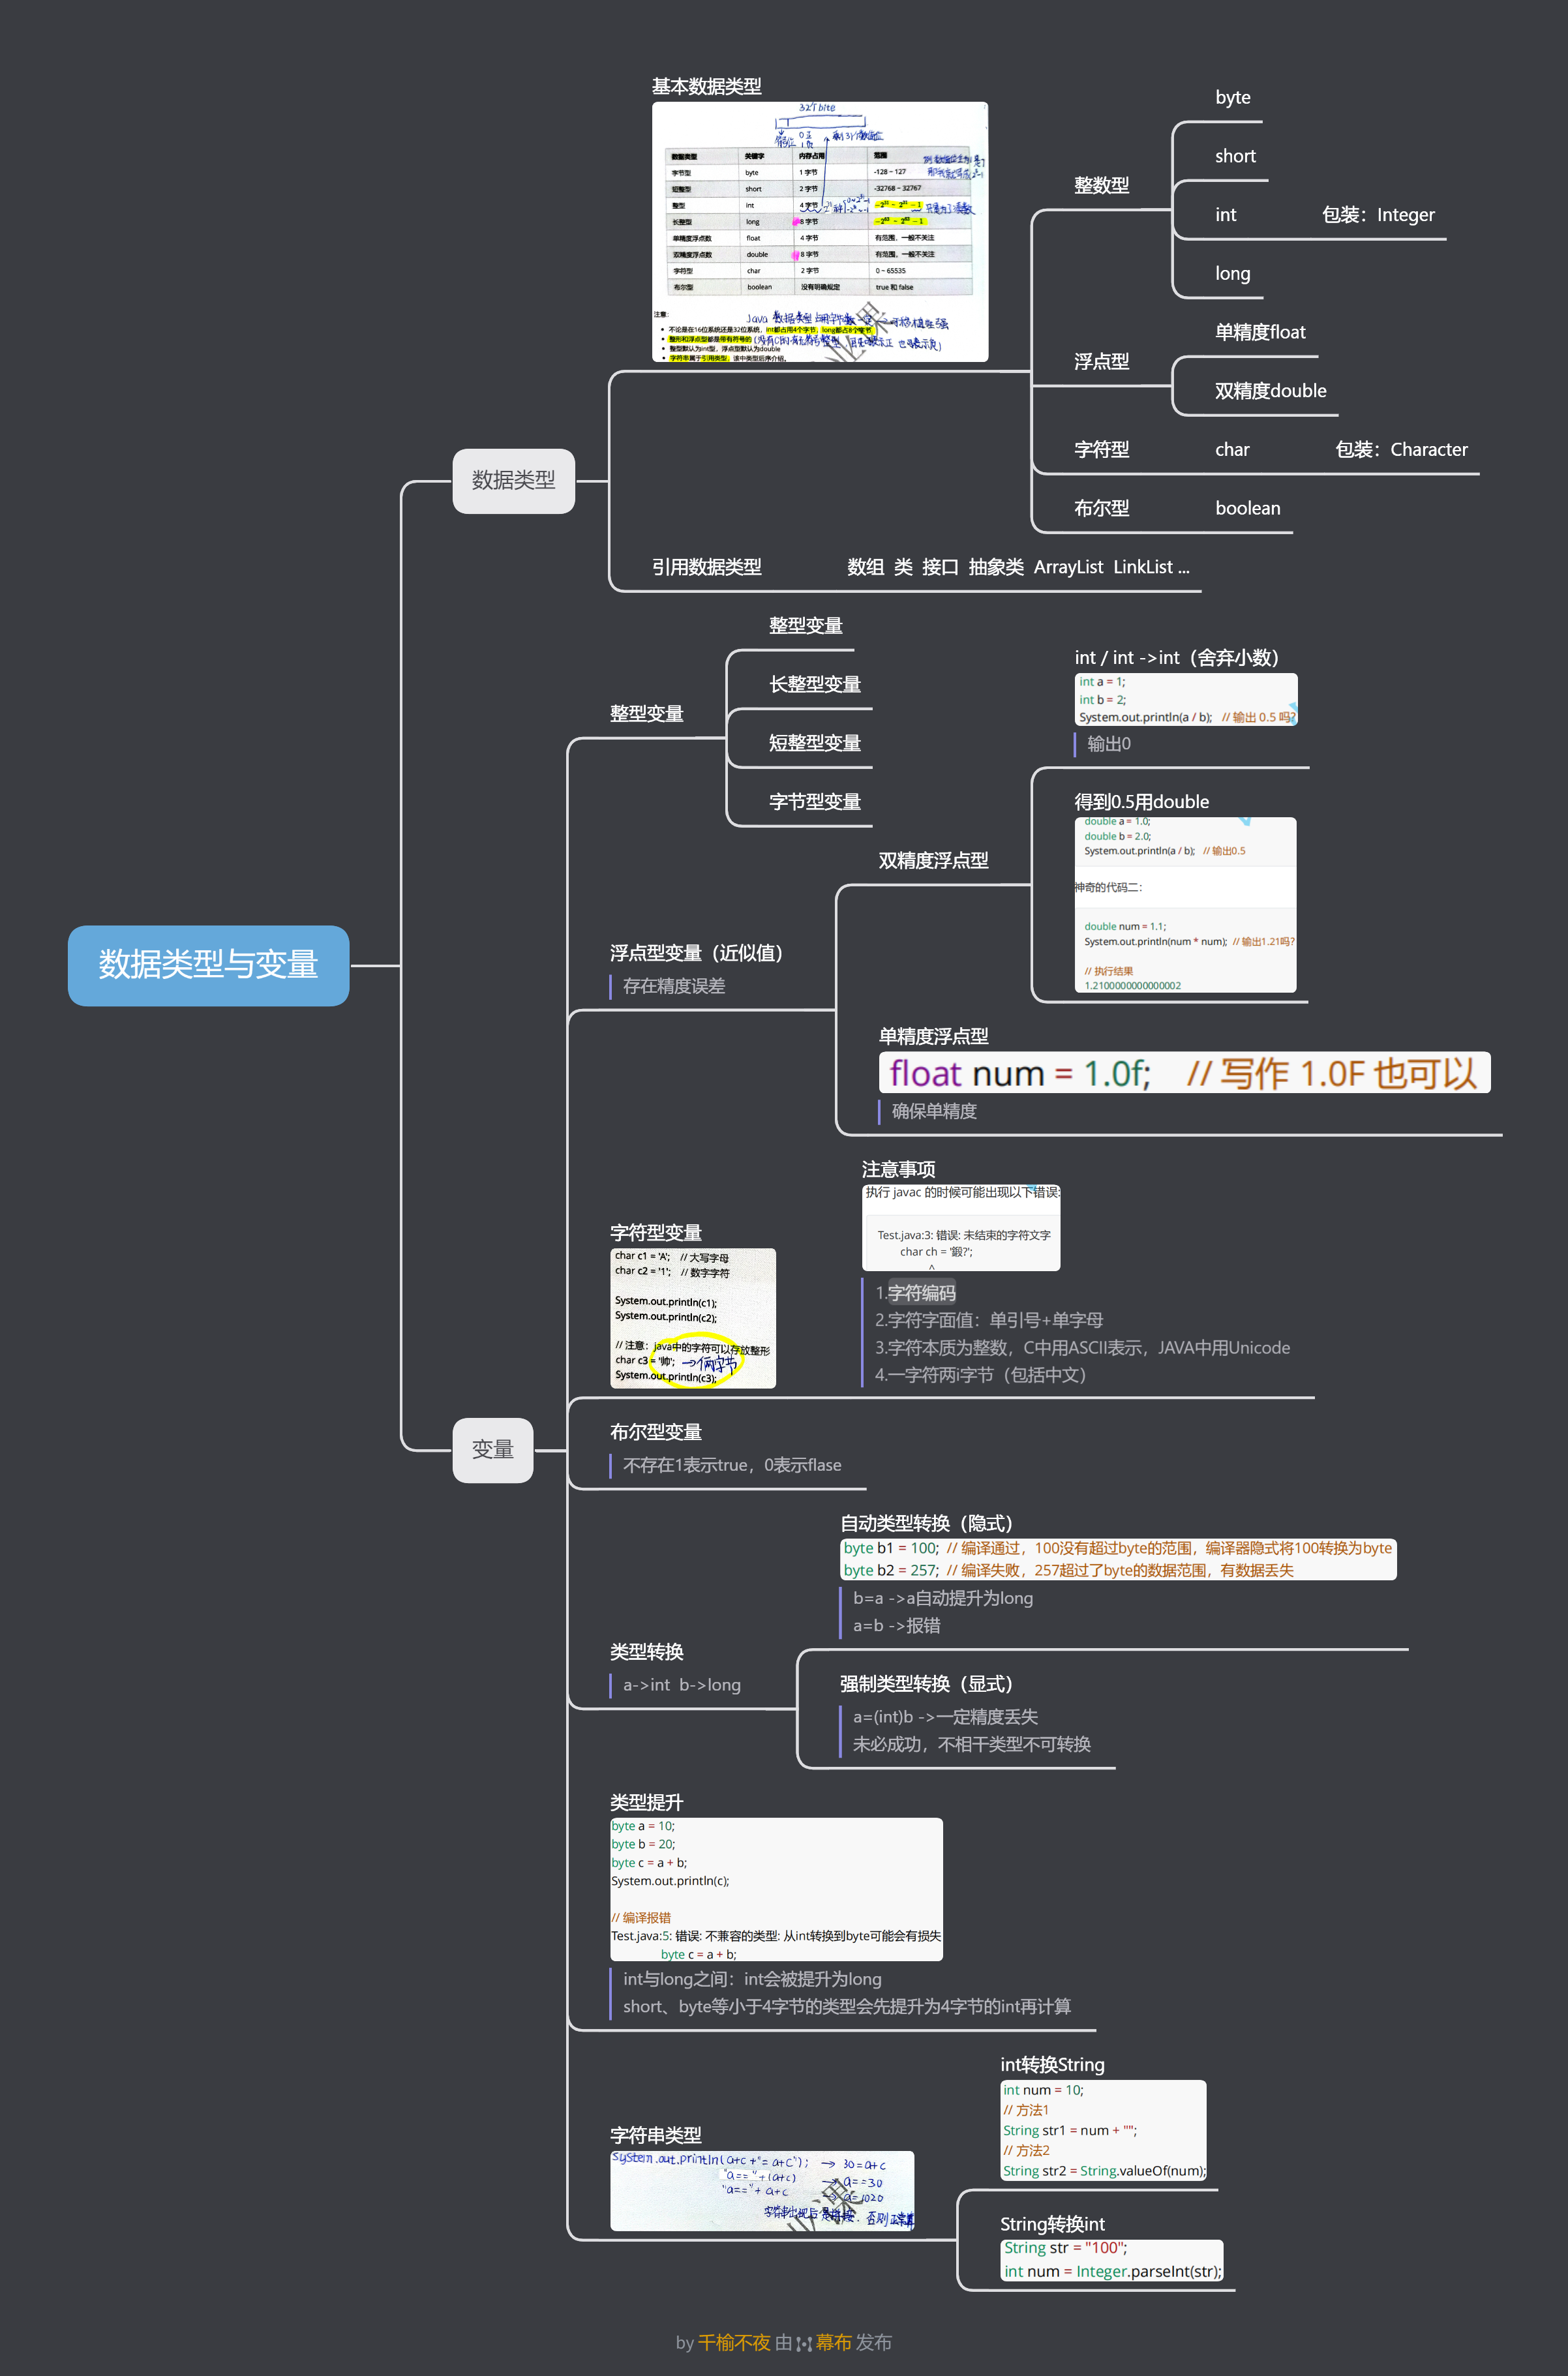 数据类型与变量
数据类型
基本数据类型
32个bite
符号位
数据类型 关键字 内存占用 范围
字节型 byte 1 字节 -128 ~ 127
短整型 short 2 字节 -32768 ~ 32767
整型 int 4 字节 -2^31 ~ 2^31 - 1
长整型 long 8 字节 -2^63 ~ 2^63 - 1
单精度浮点数 float 4 字节 有范围，一般不关注
双精度浮点数 double 8 字节 有范围，一般不关注
字符型 char 2 字节 0 ~ 65535
布尔型 boolean 没有明确规定 true 和 false
注意：
Java 数据类型占用字节数一定 → 可移植性强
不论是在16位系统还是32位系统，int都占用4个字节，long都占8个字节
整形和浮点型都是带有符号的
整型默认为int型，浮点型默认为double
字符串属于引用类型，该中类型后序介绍。
整数型
byte
short
int 包装：Integer
long
浮点型
单精度float
双精度double
字符型 char 包装：Character
布尔型 boolean
引用数据类型 数组 类 接口 抽象类 ArrayList LinkList ...
变量
整型变量
整型变量
长整型变量
短整型变量
字节型变量
浮点型变量（近似值）
存在精度误差
双精度浮点型
int / int ->int（舍弃小数）
int a = 1;
int b = 2;
System.out.println(a / b); // 输出 0.5 吗?
输出0
得到0.5用double
double a = 1.0;
double b = 2.0;
System.out.println(a / b); // 输出0.5
神奇的代码二：
double num = 1.1;
System.out.println(num * num); // 输出1.21吗?
// 执行结果
1.2100000000000002
单精度浮点型
float num = 1.0f; // 写作 1.0F 也可以
确保单精度
字符型变量
char c1 = 'A'; // 大写字母
char c2 = '1'; // 数字字符
System.out.println(c1);
System.out.println(c2);
// 注意：java中的字符可以存放整形
char c3 = '帅'; →俩字节
System.out.println(c3);
注意事项
执行 javac 的时候可能出现以下错误:
Test.java:3: 错误: 未结束的字符文字
char ch = '鍛?';
^
1.字符编码
2.字符字面值：单引号+单字母
3.字符本质为整数，C中用ASCII表示，JAVA中用Unicode
4.一字符两i字节（包括中文）
布尔型变量
不存在1表示true，0表示flase
类型转换
a->int b->long
自动类型转换（隐式）
byte b1 = 100; // 编译通过，100没有超过byte的范围，编译器隐式将100转换为byte
byte b2 = 257; // 编译失败，257超过了byte的数据范围，有数据丢失
b=a ->a自动提升为long
a=b ->报错
强制类型转换（显式）
a=(int)b ->一定精度丢失
未必成功，不相干类型不可转换
类型提升
byte a = 10;
byte b = 20;
byte c = a + b;
System.out.println(c);
// 编译报错
Test.java:5: 错误: 不兼容的类型: 从int转换到byte可能会有损失
byte c = a + b;
int与long之间：int会被提升为long
short、byte等小于4字节的类型会先提升为4字节的int再计算
字符串类型
System.out.println(a+c+"= a+c"); → 30=a+c
"a=="+(a+c) → a==30
"a=="+ a+c → a=1020
字符串出现后是拼接，否则正常算
int转换String
int num = 10;
// 方法1
String str1 = num + "";
// 方法2
String str2 = String.valueOf(num);
String转换int
String str = "100";
int num = Integer.parseInt(str);
by 千榆不夜 由 幕布 发布